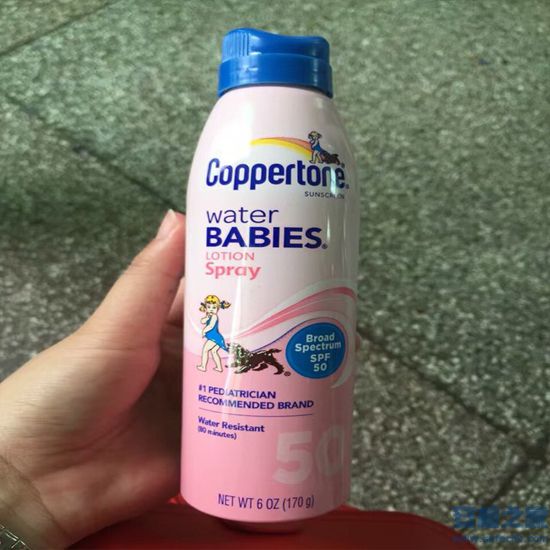 Coppertone®
SUNSCREEN
water
BABIES®
LOTION
Spray
Broad
Spectrum
SPF
50
#1 PEDIATRICIAN
RECOMMENDED BRAND
Water Resistant
(80 minutes)
50
NET WT 6 OZ (170 g)